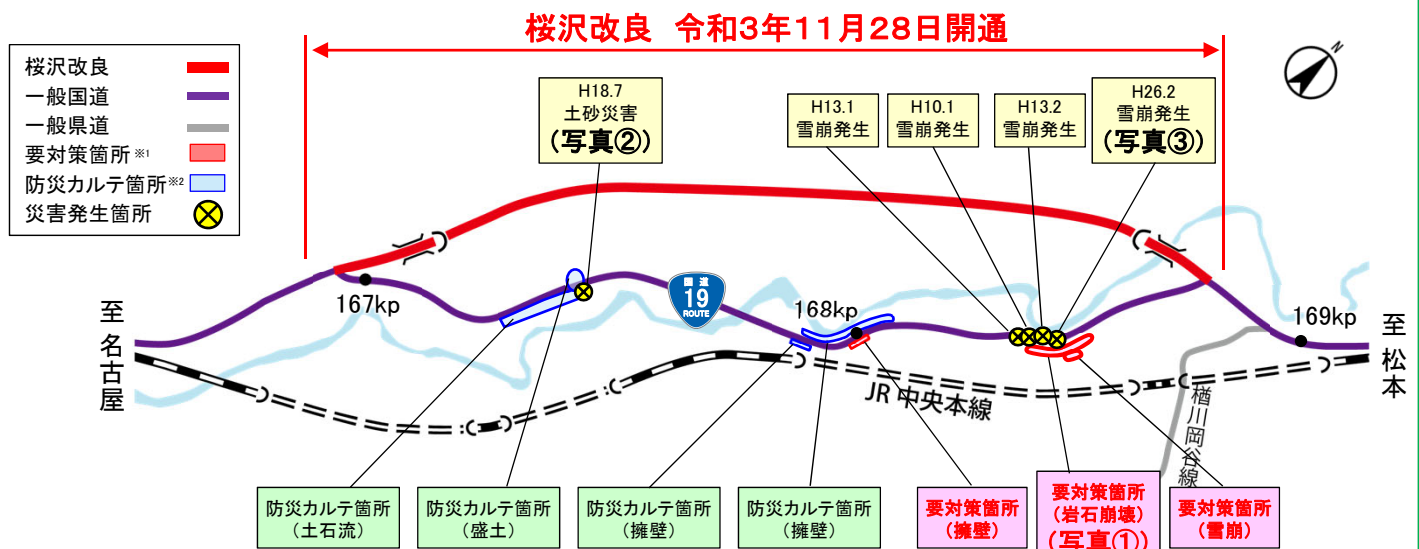 桜沢改良 令和3年11月28日開通
N
桜沢改良
一般国道
一般県道
要対策箇所※1
防災カルテ箇所※2
災害発生箇所
H18.7
土砂災害
(写真②)
H13.1
雪崩発生
H10.1
雪崩発生
H13.2
雪崩発生
H26.2
雪崩発生
(写真③)
至名古屋
167kp
国道
19
ROUTE
168kp
169kp
至松本
JR中央本線
楢川岡谷線
防災カルテ箇所
(土石流)
防災カルテ箇所
(盛土)
防災カルテ箇所
(擁壁)
防災カルテ箇所
(擁壁)
要対策箇所
(擁壁)
要対策箇所
(岩石崩壊)
(写真①)
要対策箇所
(雪崩)